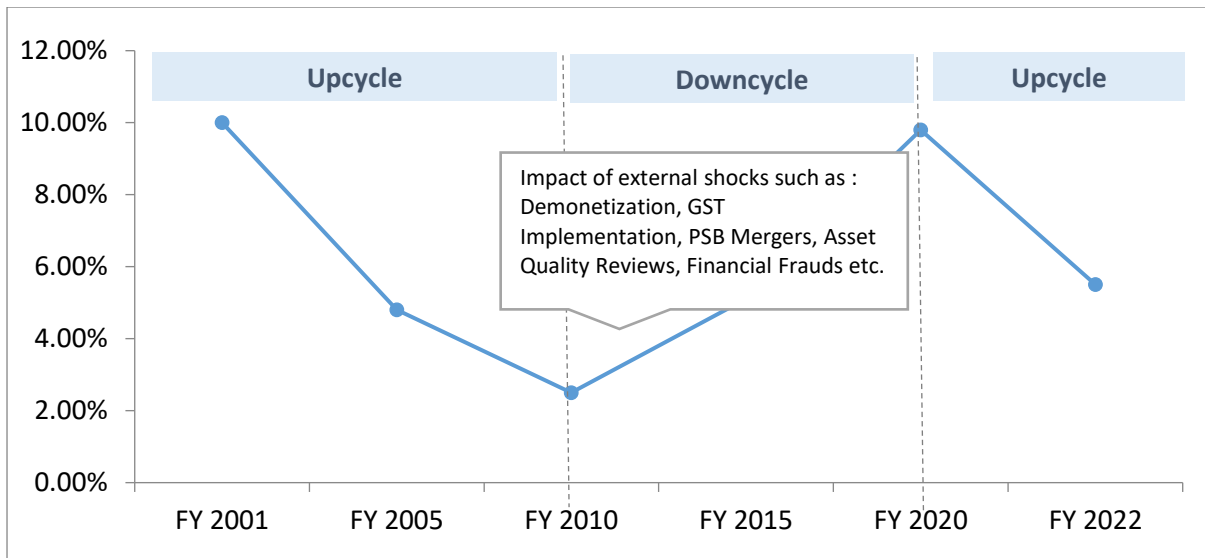 12.00%
Upcycle Downcycle Upcycle
10.00%
Impact of external shocks such as :
Demonetization, GST
Implementation, PSB Mergers, Asset
Quality Reviews, Financial Frauds etc.
8.00%
6.00%
4.00%
2.00%
0.00%
FY 2001 FY 2005 FY 2010 FY 2015 FY 2020 FY 2022